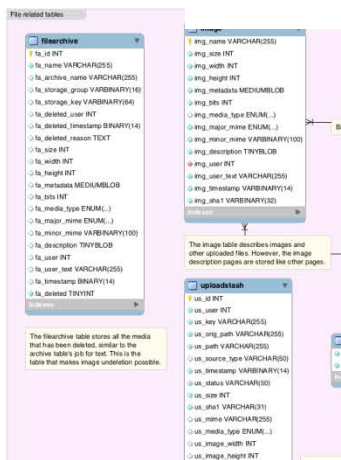 File related tables
filearchive
fa_id INT
fa_name VARCHAR(255)
fa_archive_name VARCHAR(255)
fa_storage_group VARBINARY(16)
fa_storage_key VARBINARY(64)
fa_deleted_user INT
fa_deleted_timestamp BINARY(14)
fa_deleted_reason TEXT
fa_size INT
fa_width INT
fa_height INT
fa_metadata MEDIUMBLOB
fa_bits INT
fa_media_type ENUM(...)
fa_major_mime ENUM(...)
fa_minor_mime VARBINARY(100)
fa_description TINYBLOB
fa_user INT
fa_user_text VARCHAR(255)
fa_timestamp BINARY(14)
fa_deleted TINYINT
Indexes
The filearchive table stores all the media
that has been deleted, similar to the
archive table's job for text. This is the
table that makes image undeletion possible.
image
img_name VARCHAR(255)
img_size INT
img_width INT
img_height INT
img_metadata MEDIUMBLOB
img_bits INT
img_media_type ENUM(...)
img_major_mime ENUM(...)
img_minor_mime VARBINARY(100)
img_description TINYBLOB
img_user INT
img_user_text VARCHAR(255)
img_timestamp VARBINARY(14)
img_sha1 VARBINARY(32)
Indexes
The image table describes images and
other uploaded files. However, the image
description pages are stored like other pages.
uploadstash
us_id INT
us_user INT
us_key VARCHAR(255)
us_orig_path VARCHAR(255)
us_path VARCHAR(255)
us_source_type VARCHAR(50)
us_timestamp VARBINARY(14)
us_status VARCHAR(50)
us_size INT
us_sha1 VARCHAR(31)
us_mime VARCHAR(255)
us_media_type ENUM(...)
us_image_width INT
us_image_height INT